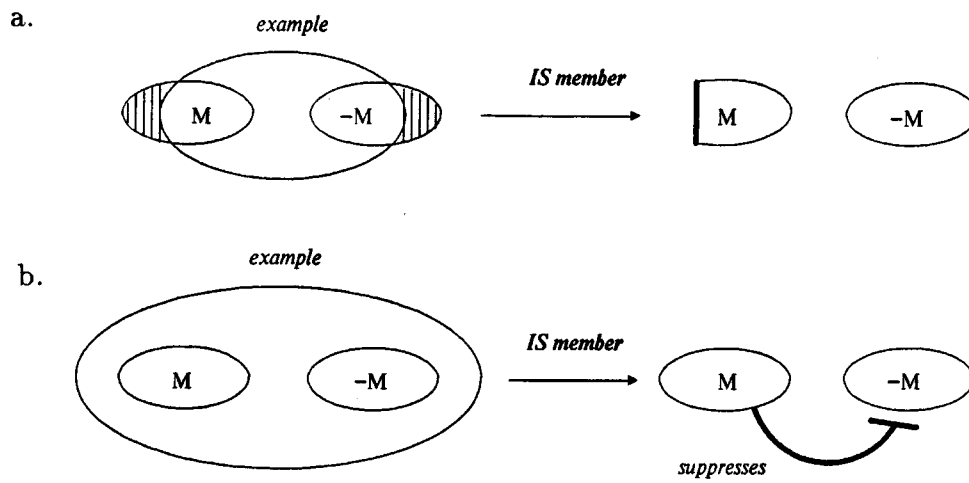 a.
example
M
–M
IS member
M
–M
b.
example
M
–M
IS member
M
–M
suppresses